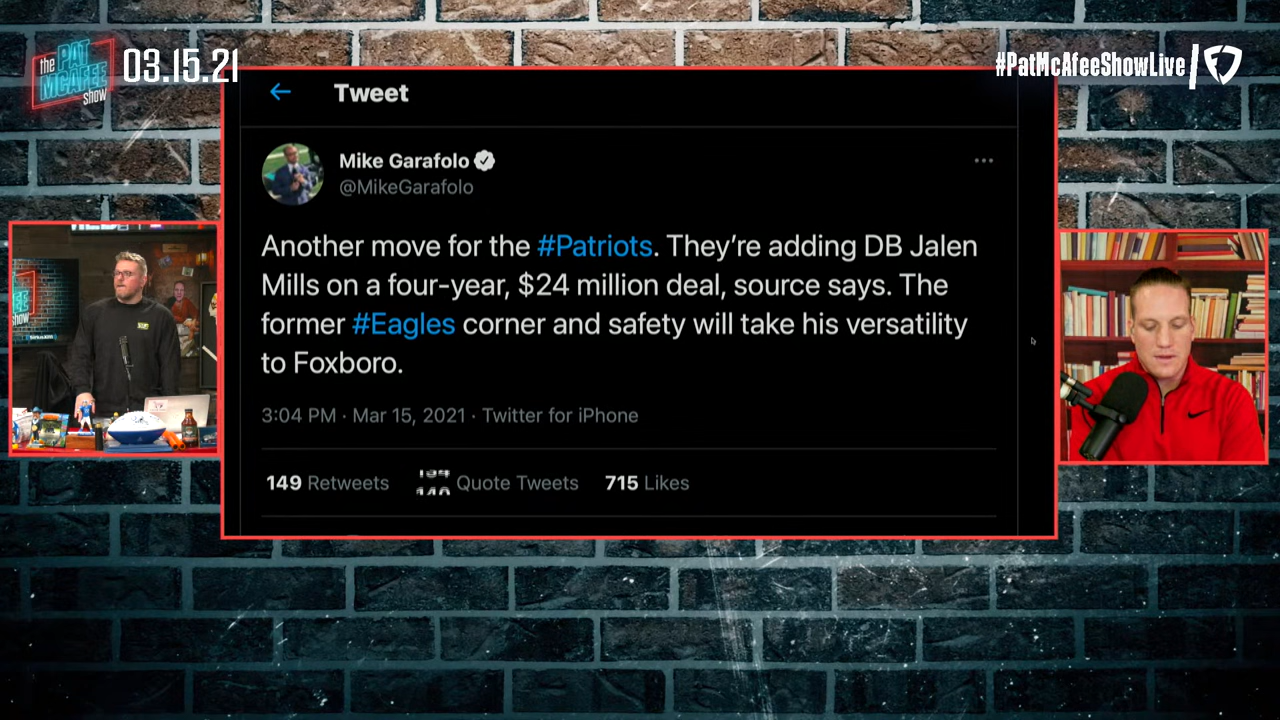 the PAT MCAFEE show
03.15.21
#PatMcAfeeShowLive
Tweet
Mike Garafolo
@MikeGarafolo
Another move for the #Patriots. They’re adding DB Jalen
Mills on a four-year, $24 million deal, source says. The
former #Eagles corner and safety will take his versatility
to Foxboro.
3:04 PM · Mar 15, 2021 · Twitter for iPhone
149 Retweets
Quote Tweets
715 Likes